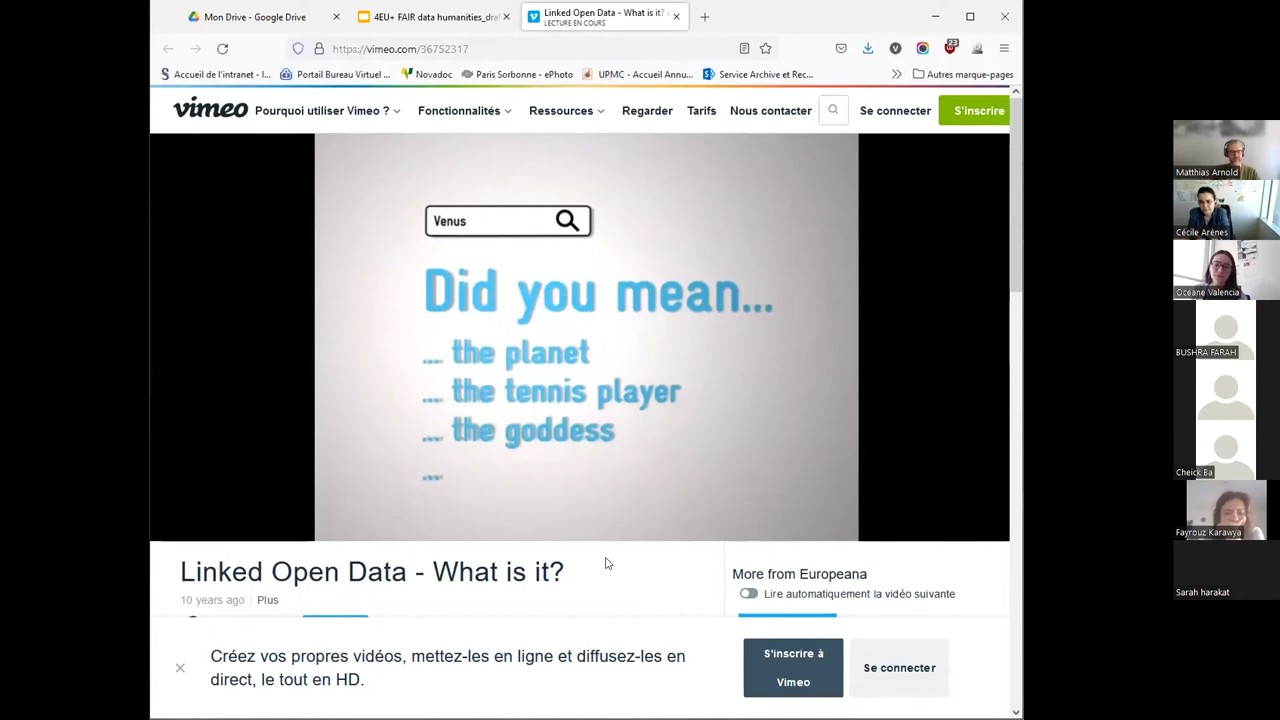 Mon Drive - Google Drive
4EU+ FAIR data humanities_dra
Linked Open Data - What is it?
LECTURE EN COURS
https://vimeo.com/36752317
23
Accueil de l'intranet - I...
Portail Bureau Virtuel ...
Novadoc
Paris Sorbonne - ePhoto
UPMC - Accueil Annu...
Service Archive et Rec...
Autres marque-pages
vimeo
Pourquoi utiliser Vimeo ?
Fonctionnalités
Ressources
Regarder
Tarifs
Nous contacter
Se connecter
S'inscrire
Venus
Did you mean...
.... the planet
.... the tennis player
.... the goddess
....
Linked Open Data - What is it?
10 years ago
Plus
More from Europeana
Lire automatiquement la vidéo suivante
Créez vos propres vidéos, mettez-les en ligne et diffusez-les en
direct, le tout en HD.
S'inscrire à
Vimeo
Se connecter
Matthias Arnold
Cécile Arènes
Océane Valencia
BUSHRA FARAH
Cheick Ba
Fayrouz Karawya
Sarah harakat